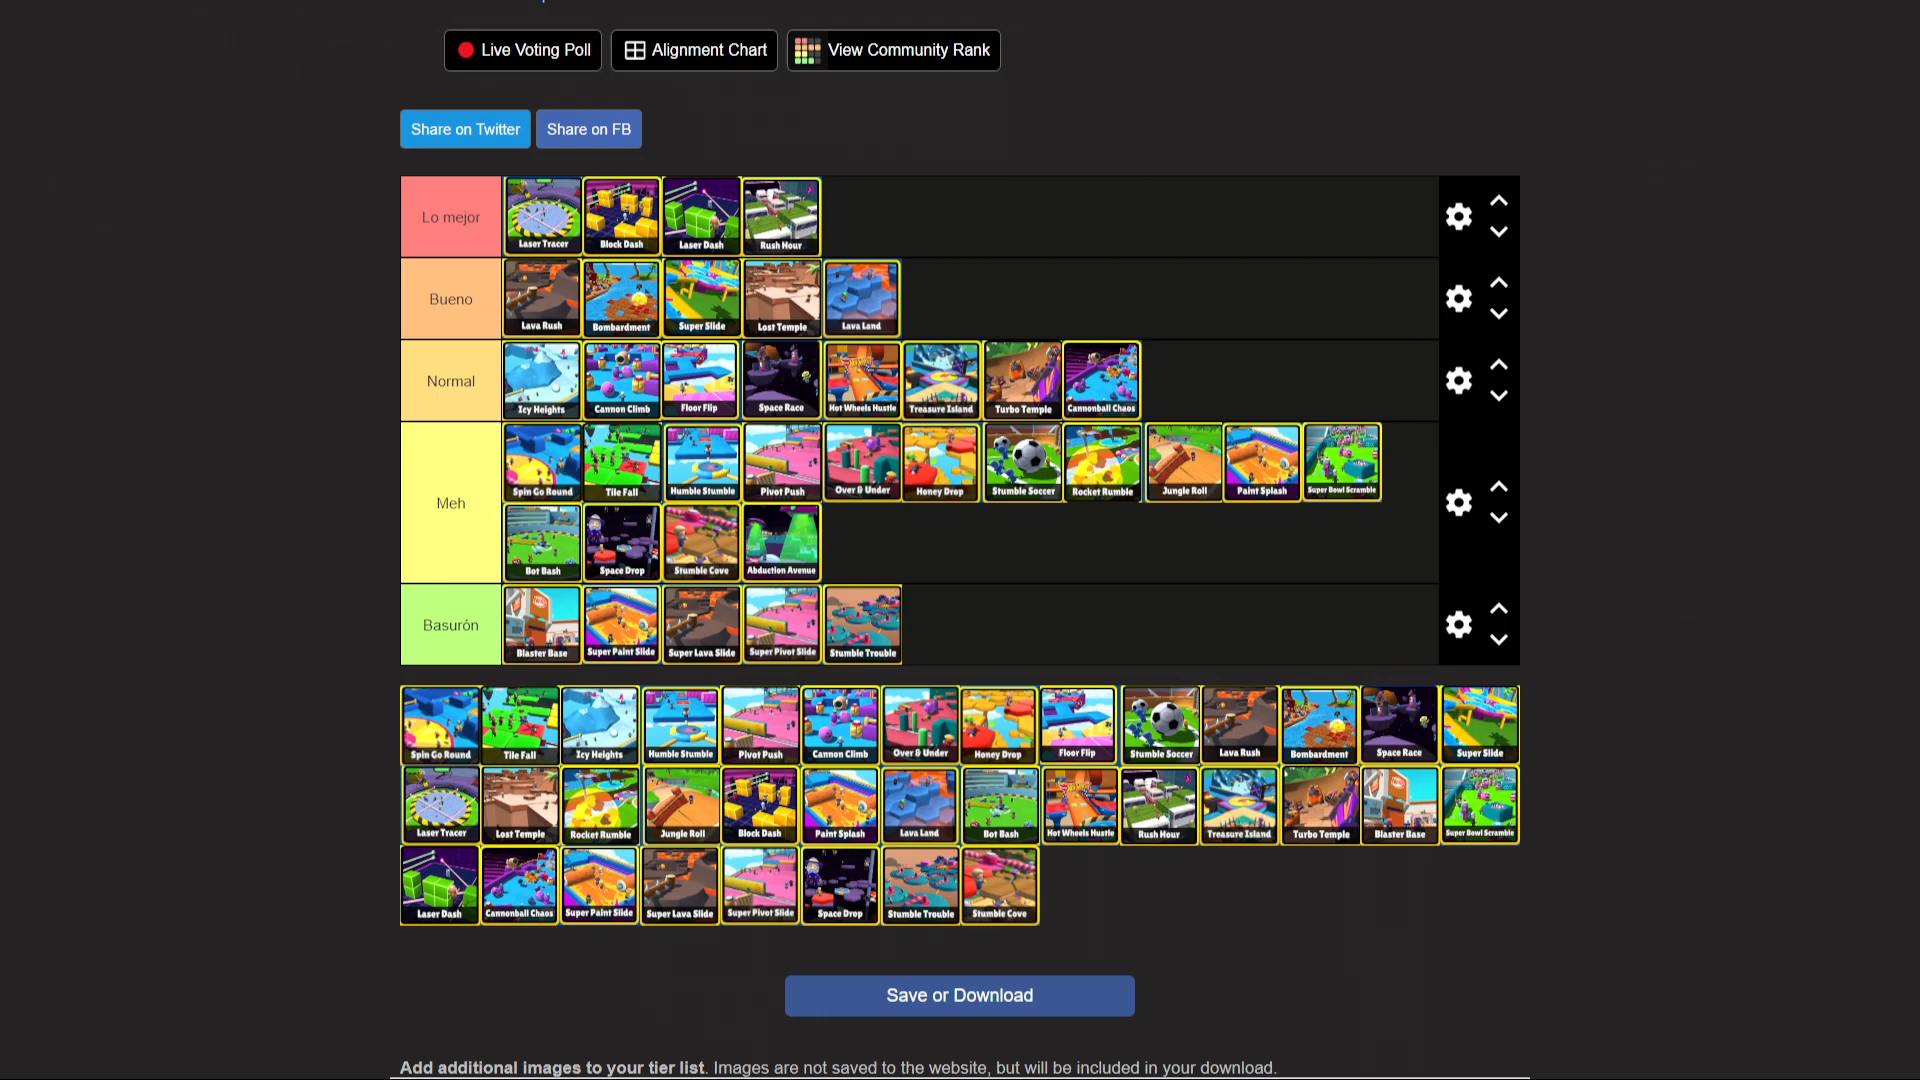 Live Voting Poll Alignment Chart View Community Rank
Share on Twitter Share on FB
Lo mejor
Laser Tracer Block Dash Laser Dash Rush Hour
Bueno
Lava Rush Bombardment Super Slide Lost Temple Lava Land
Normal
Icy Heights Cannon Climb Floor Flip Space Race Hot Wheels Hustle Treasure Island Turbo Temple Cannonball Chaos
Meh
Spin Go Round Tile Fall Humble Stumble Pivot Push Over & Under Honey Drop Stumble Soccer Rocket Rumble Jungle Roll Paint Splash Super Bowl Scramble
Bot Bash Space Drop Stumble Cove Abduction Avenue
Basurón
Blaster Base Super Paint Slide Super Lava Slide Super Pivot Slide Stumble Trouble
Spin Go Round Tile Fall Icy Heights Humble Stumble Pivot Push Cannon Climb Over & Under Honey Drop Floor Flip Stumble Soccer Lava Rush Bombardment Space Race Super Slide
Laser Tracer Lost Temple Rocket Rumble Jungle Roll Block Dash Paint Splash Lava Land Bot Bash Hot Wheels Hustle Rush Hour Treasure Island Turbo Temple Blaster Base Super Bowl Scramble
Laser Dash Cannonball Chaos Super Paint Slide Super Lava Slide Super Pivot Slide Space Drop Stumble Trouble Stumble Cove
Save or Download
Add additional images to your tier list. Images are not saved to the website, but will be included in your download.